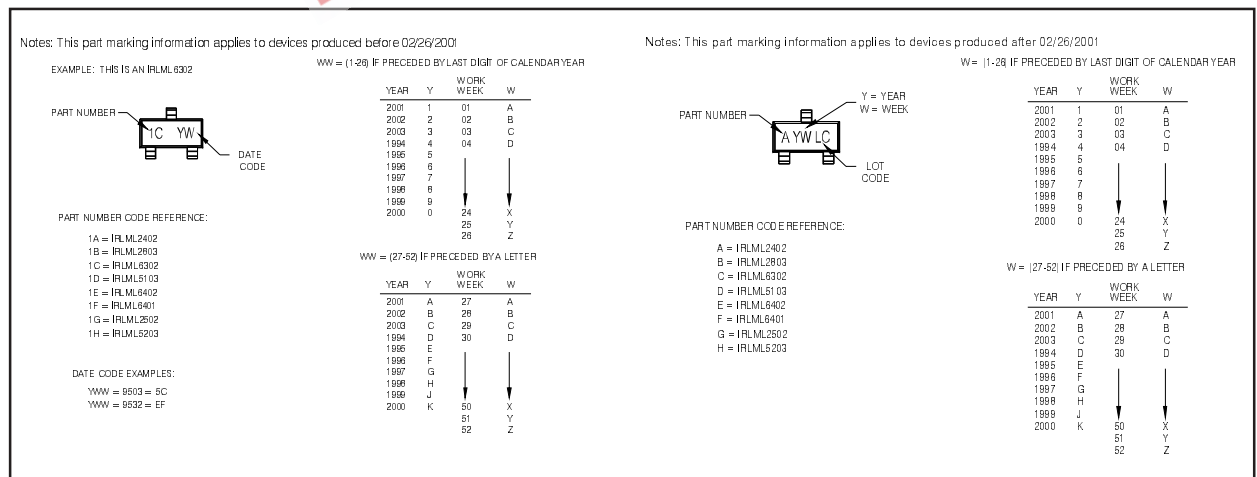 Notes: This part marking information applies to devices produced before 02/26/2001
EXAMPLE: THIS IS AN IRLML6302
PART NUMBER
1C YW
DATE
CODE
PART NUMBER CODE REFERENCE:
1A = IRLML2402
1B = IRLML2803
1C = IRLML6302
1D = IRLML5103
1E = IRLML6402
1F = IRLML6401
1G = IRLML2502
1H = IRLML5203
DATE CODE EXAMPLES:
YWW = 9503 = 5C
YWW = 9532 = EF
WW = (1-26) IF PRECEDED BY LAST DIGIT OF CALENDAR YEAR
WORK
YEAR Y WEEK W
2001 1 01 A
2002 2 02 B
2003 3 03 C
1994 4 04 D
1995 5
1996 6
1997 7
1998 8
1999 9
2000 0 24 X
25 Y
26 Z
WW = (27-52) IF PRECEDED BY A LETTER
WORK
YEAR Y WEEK W
2001 A 27 A
2002 B 28 B
2003 C 29 C
1994 D 30 D
1995 E
1996 F
1997 G
1998 H
1999 J
2000 K 50 X
51 Y
52 Z
Notes: This part marking information applies to devices produced after 02/26/2001
PART NUMBER
Y = YEAR
W = WEEK
A YW LC
LOT
CODE
PART NUMBER CODE REFERENCE:
A = IRLML2402
B = IRLML2803
C = IRLML6302
D = IRLML5103
E = IRLML6402
F = IRLML6401
G = IRLML2502
H = IRLML5203
W = (1-26) IF PRECEDED BY LAST DIGIT OF CALENDAR YEAR
WORK
YEAR Y WEEK W
2001 1 01 A
2002 2 02 B
2003 3 03 C
1994 4 04 D
1995 5
1996 6
1997 7
1998 8
1999 9
2000 0 24 X
25 Y
26 Z
W = (27-52) IF PRECEDED BY A LETTER
WORK
YEAR Y WEEK W
2001 A 27 A
2002 B 28 B
2003 C 29 C
1994 D 30 D
1995 E
1996 F
1997 G
1998 H
1999 J
2000 K 50 X
51 Y
52 Z